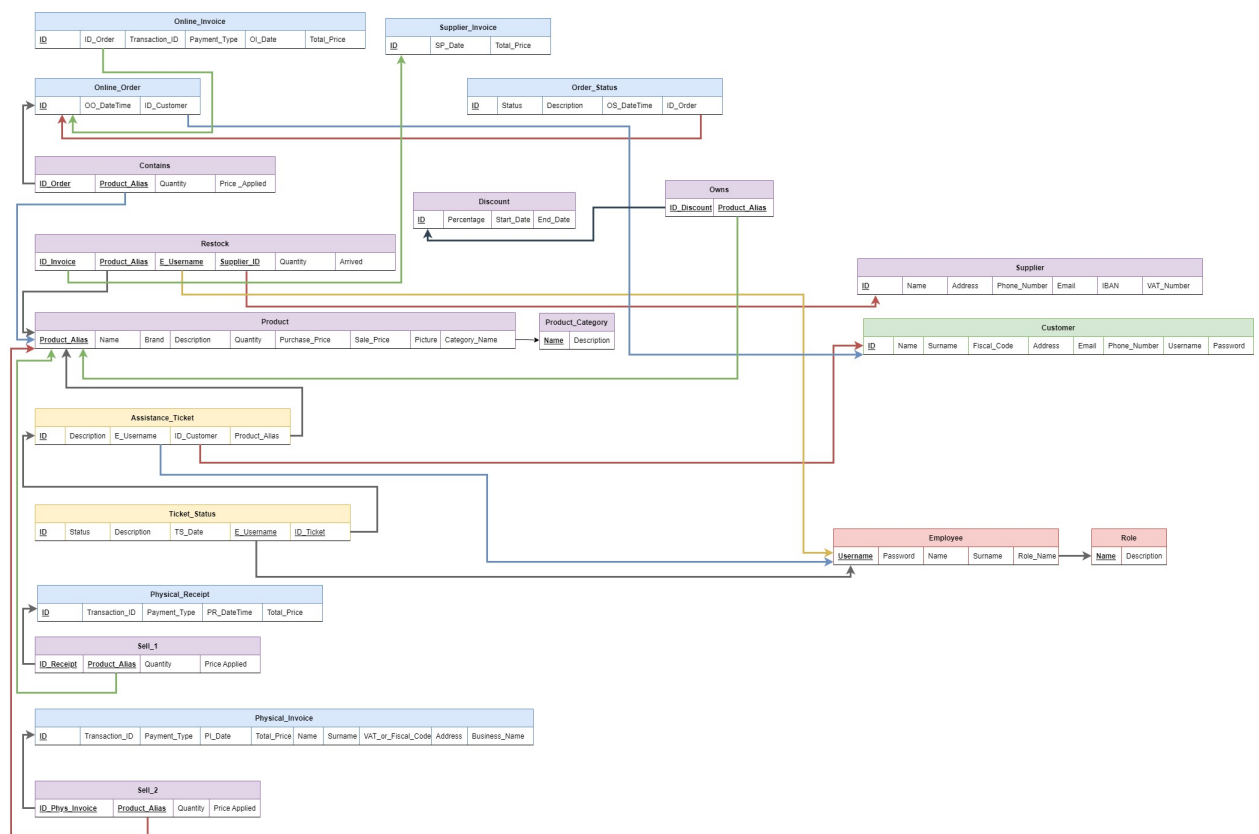 Online_Invoice
ID ID_Order Transaction_ID Payment_Type OI_Date Total_Price
Supplier_Invoice
ID SP_Date Total_Price
Online_Order
ID OO_DateTime ID_Customer
Order_Status
ID Status Description OS_DateTime ID_Order
Contains
ID_Order Product_Alias Quantity Price _Applied
Discount
ID Percentage Start_Date End_Date
Owns
ID_Discount Product_Alias
Restock
ID_Invoice Product_Alias E_Username Supplier_ID Quantity Arrived
Supplier
ID Name Address Phone_Number Email IBAN VAT_Number
Product
Product_Alias Name Brand Description Quantity Purchase_Price Sale_Price Picture Category_Name
Product_Category
Name Description
Customer
ID Name Surname Fiscal_Code Address Email Phone_Number Username Password
Assistance_Ticket
ID Description E_Username ID_Customer Product_Alias
Ticket_Status
ID Status Description TS_Date E_Username ID_Ticket
Employee
Username Password Name Surname Role_Name
Role
Name Description
Physical_Receipt
ID Transaction_ID Payment_Type PR_DateTime Total_Price
Sell_1
ID_Receipt Product_Alias Quantity Price Applied
Physical_Invoice
ID Transaction_ID Payment_Type PI_Date Total_Price Name Surname VAT_or_Fiscal_Code Address Business_Name
Sell_2
ID_Phys_Invoice Product_Alias Quantity Price Applied